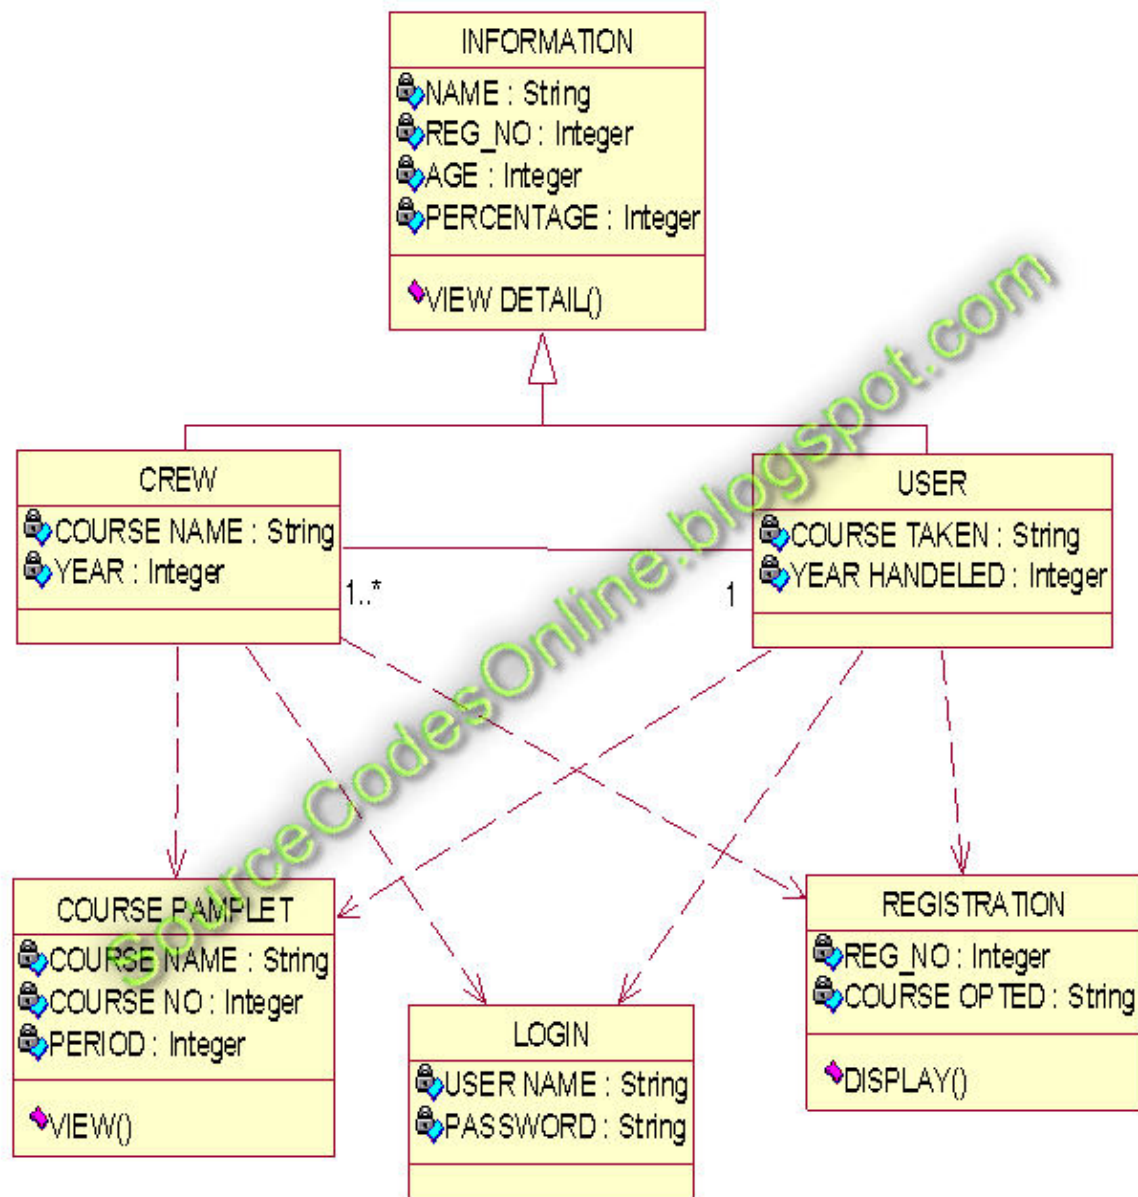 INFORMATION
NAME : String
REG_NO : Integer
AGE : Integer
PERCENTAGE : Integer
VIEW DETAIL()
CREW
COURSE NAME : String
YEAR : Integer
USER
COURSE TAKEN : String
YEAR HANDELED : Integer
1..*
1
SourceCodesOnline.blogspot.com
COURSE PAMPLET
COURSE NAME : String
COURSE NO : Integer
PERIOD : Integer
VIEW()
LOGIN
USER NAME : String
PASSWORD : String
REGISTRATION
REG_NO : Integer
COURSE OPTED : String
DISPLAY()